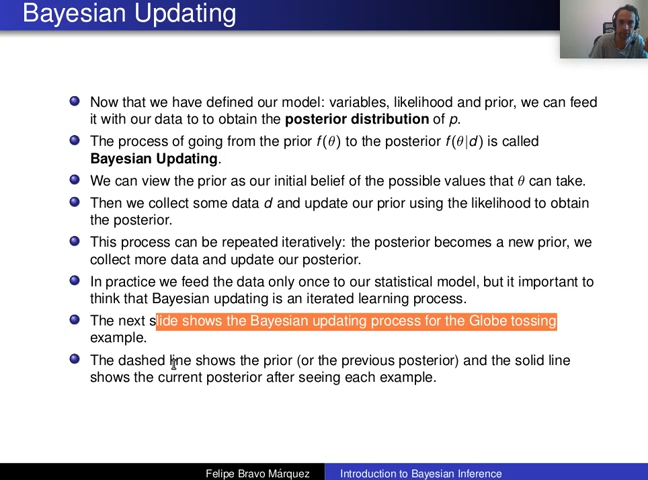 Bayesian Updating
Now that we have defined our model: variables, likelihood and prior, we can feed
it with our data to to obtain the posterior distribution of p.
The process of going from the prior f(θ) to the posterior f(θ|d) is called
Bayesian Updating.
We can view the prior as our initial belief of the possible values that θ can take.
Then we collect some data d and update our prior using the likelihood to obtain
the posterior.
This process can be repeated iteratively: the posterior becomes a new prior, we
collect more data and update our posterior.
In practice we feed the data only once to our statistical model, but it important to
think that Bayesian updating is an iterated learning process.
The next slide shows the Bayesian updating process for the Globe tossing
example.
The dashed line shows the prior (or the previous posterior) and the solid line
shows the current posterior after seeing each example.
Felipe Bravo Márquez Introduction to Bayesian Inference